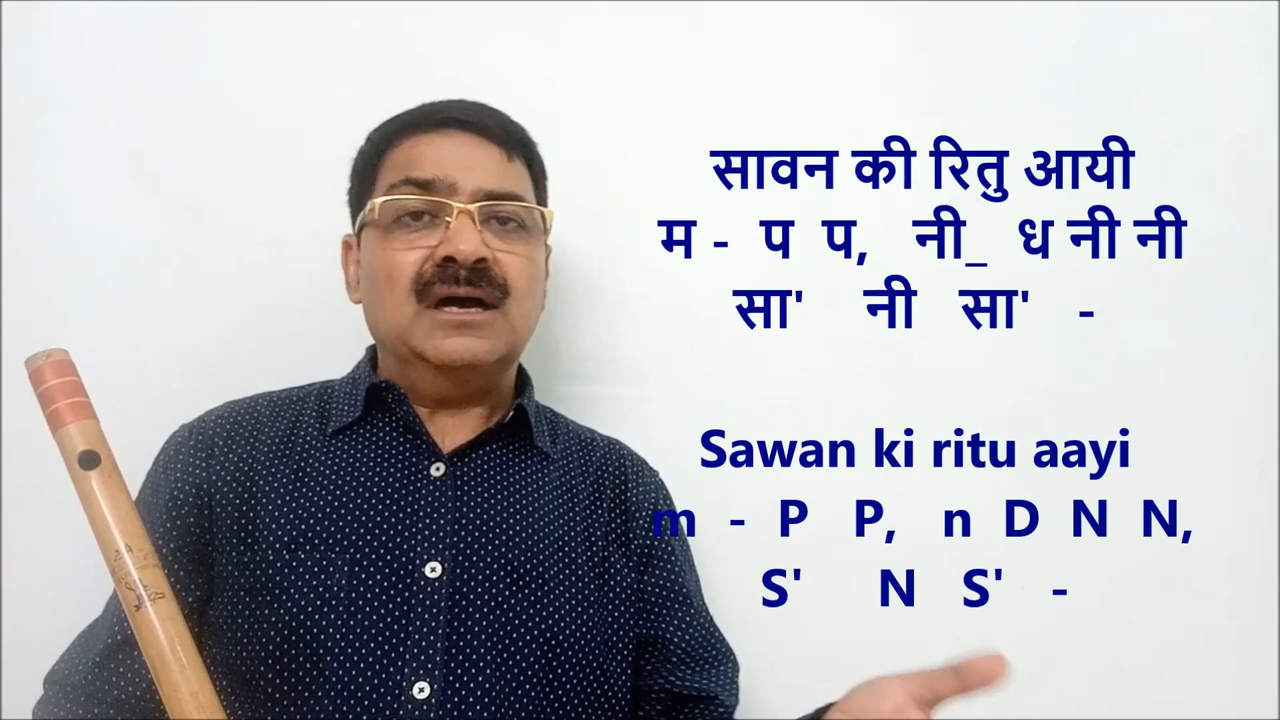 सावन की रितु आयी
म - प प, नी_ ध नी नी
सा' नी सा' -
Sawan ki ritu aayi
m - P P, n D N N,
S' N S' -